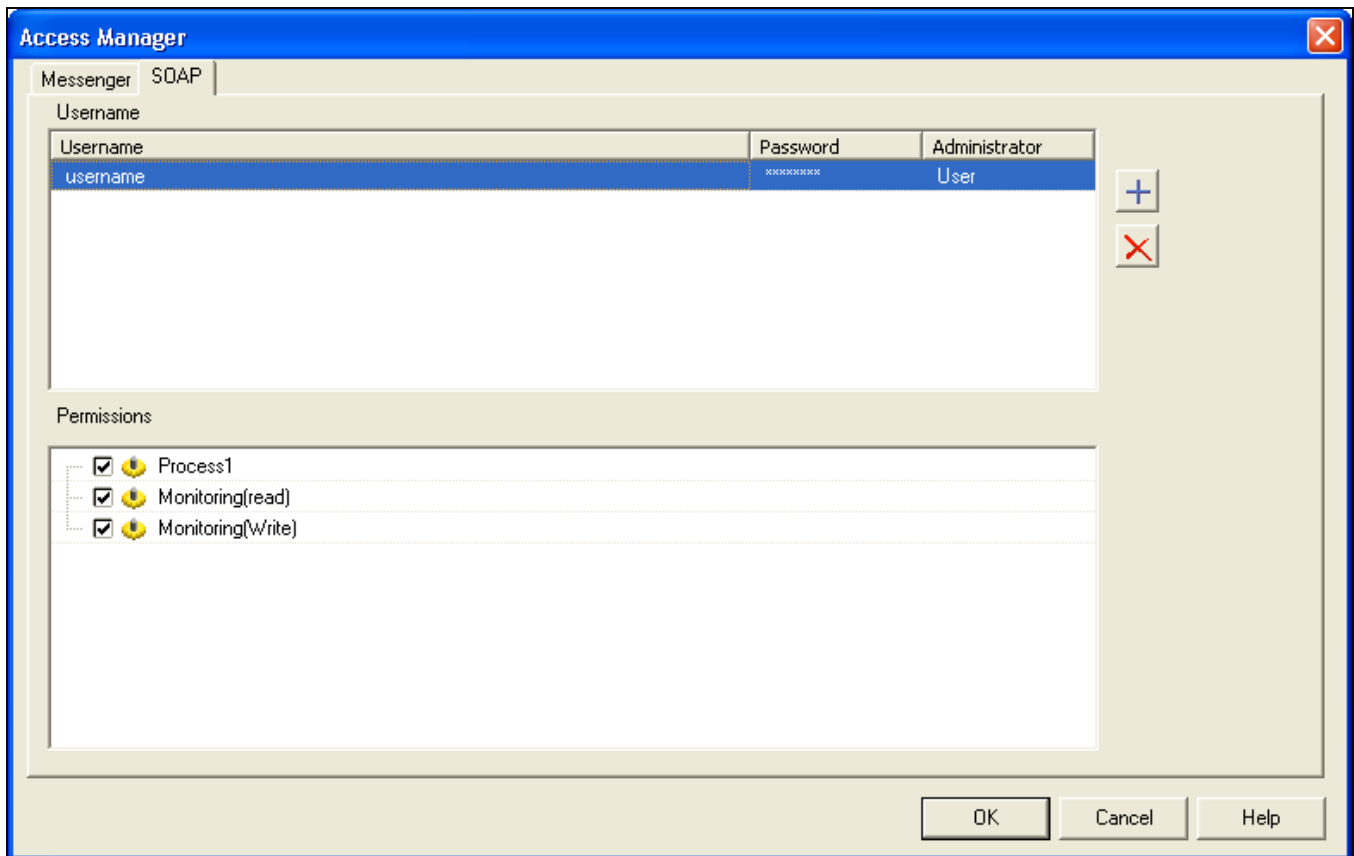 Access Manager
Messenger SOAP
Username
Username Password Administrator
username ******** User
Permissions
Process1
Monitoring(read)
Monitoring(Write)
OK Cancel Help